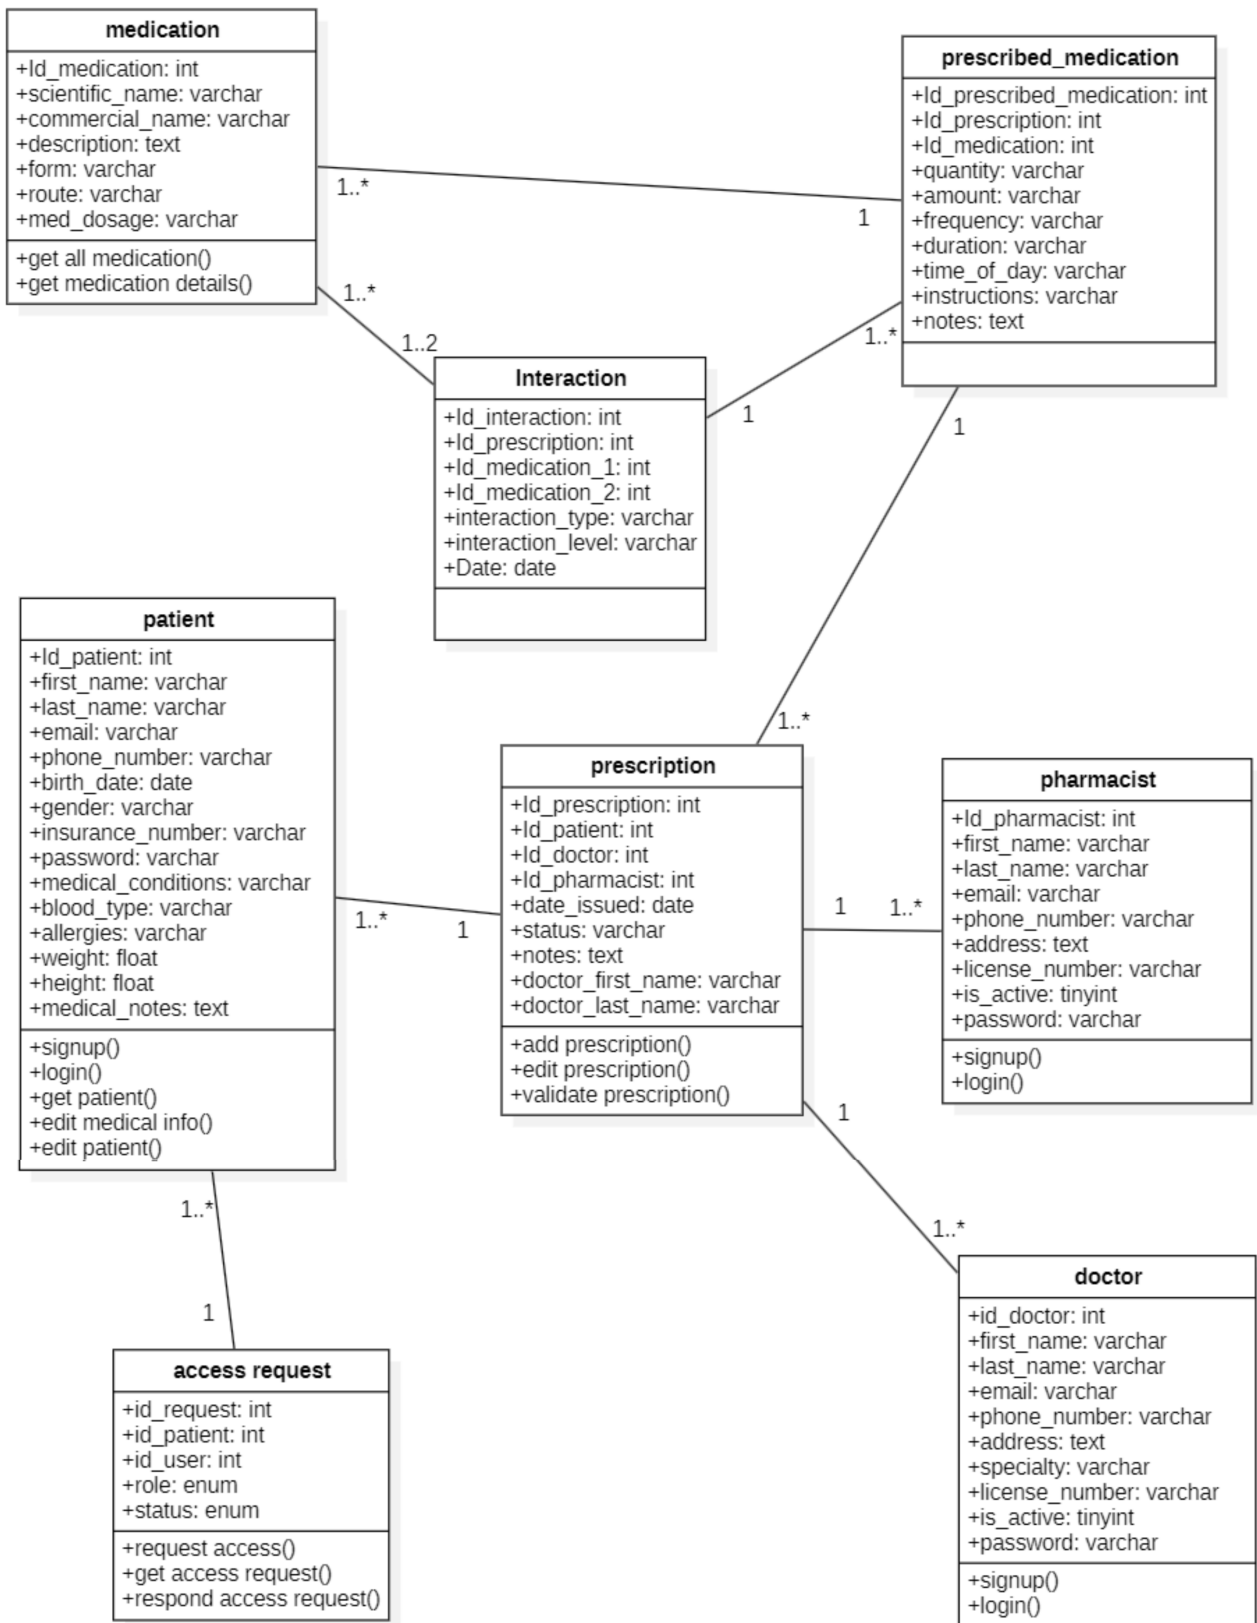 medication
+Id_medication: int
+scientific_name: varchar
+commercial_name: varchar
+description: text
+form: varchar
+route: varchar
+med_dosage: varchar
+get all medication()
+get medication details()
prescribed_medication
+Id_prescribed_medication: int
+Id_prescription: int
+Id_medication: int
+quantity: varchar
+amount: varchar
+frequency: varchar
+duration: varchar
+time_of_day: varchar
+instructions: varchar
+notes: text
1..*
1
1..*
1..2
1..*
1
Interaction
+Id_interaction: int
+Id_prescription: int
+Id_medication_1: int
+Id_medication_2: int
+interaction_type: varchar
+interaction_level: varchar
+Date: date
1
1..*
patient
+Id_patient: int
+first_name: varchar
+last_name: varchar
+email: varchar
+phone_number: varchar
+birth_date: date
+gender: varchar
+insurance_number: varchar
+password: varchar
+medical_conditions: varchar
+blood_type: varchar
+allergies: varchar
+weight: float
+height: float
+medical_notes: text
+signup()
+login()
+get patient()
+edit medical info()
+edit patient()
1..*
1
prescription
+Id_prescription: int
+Id_patient: int
+Id_doctor: int
+Id_pharmacist: int
+date_issued: date
+status: varchar
+notes: text
+doctor_first_name: varchar
+doctor_last_name: varchar
+add prescription()
+edit prescription()
+validate prescription()
1
1..*
pharmacist
+Id_pharmacist: int
+first_name: varchar
+last_name: varchar
+email: varchar
+phone_number: varchar
+address: text
+license_number: varchar
+is_active: tinyint
+password: varchar
+signup()
+login()
1
1..*
1..*
1
access request
+id_request: int
+id_patient: int
+id_user: int
+role: enum
+status: enum
+request access()
+get access request()
+respond access request()
doctor
+id_doctor: int
+first_name: varchar
+last_name: varchar
+email: varchar
+phone_number: varchar
+address: text
+specialty: varchar
+license_number: varchar
+is_active: tinyint
+password: varchar
+signup()
+login()